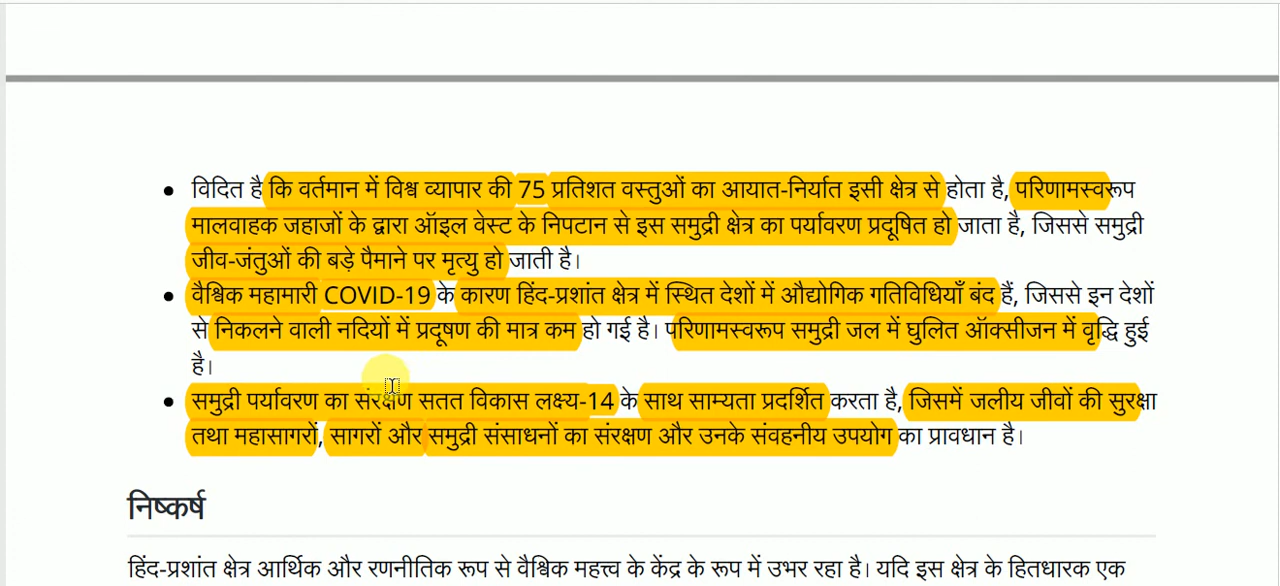 • विदित है कि वर्तमान में विश्व व्यापार की 75 प्रतिशत वस्तुओं का आयात-निर्यात इसी क्षेत्र से होता है, परिणामस्वरूप
मालवाहक जहाजों के द्वारा ऑइल वेस्ट के निपटान से इस समुद्री क्षेत्र का पर्यावरण प्रदूषित हो जाता है, जिससे समुद्री
जीव-जंतुओं की बड़े पैमाने पर मृत्यु हो जाती है।
• वैश्विक महामारी COVID-19 के कारण हिंद-प्रशांत क्षेत्र में स्थित देशों में औद्योगिक गतिविधियाँ बंद हैं, जिससे इन देशों
से निकलने वाली नदियों में प्रदूषण की मात्र कम हो गई है। परिणामस्वरूप समुद्री जल में घुलित ऑक्सीजन में वृद्धि हुई
है।
• समुद्री पर्यावरण का संरक्षण सतत विकास लक्ष्य-14 के साथ साम्यता प्रदर्शित करता है, जिसमें जलीय जीवों की सुरक्षा
तथा महासागरों, सागरों और समुद्री संसाधनों का संरक्षण और उनके संवहनीय उपयोग का प्रावधान है।
निष्कर्ष
हिंद-प्रशांत क्षेत्र आर्थिक और रणनीतिक रूप से वैश्विक महत्त्व के केंद्र के रूप में उभर रहा है। यदि इस क्षेत्र के हितधारक एक